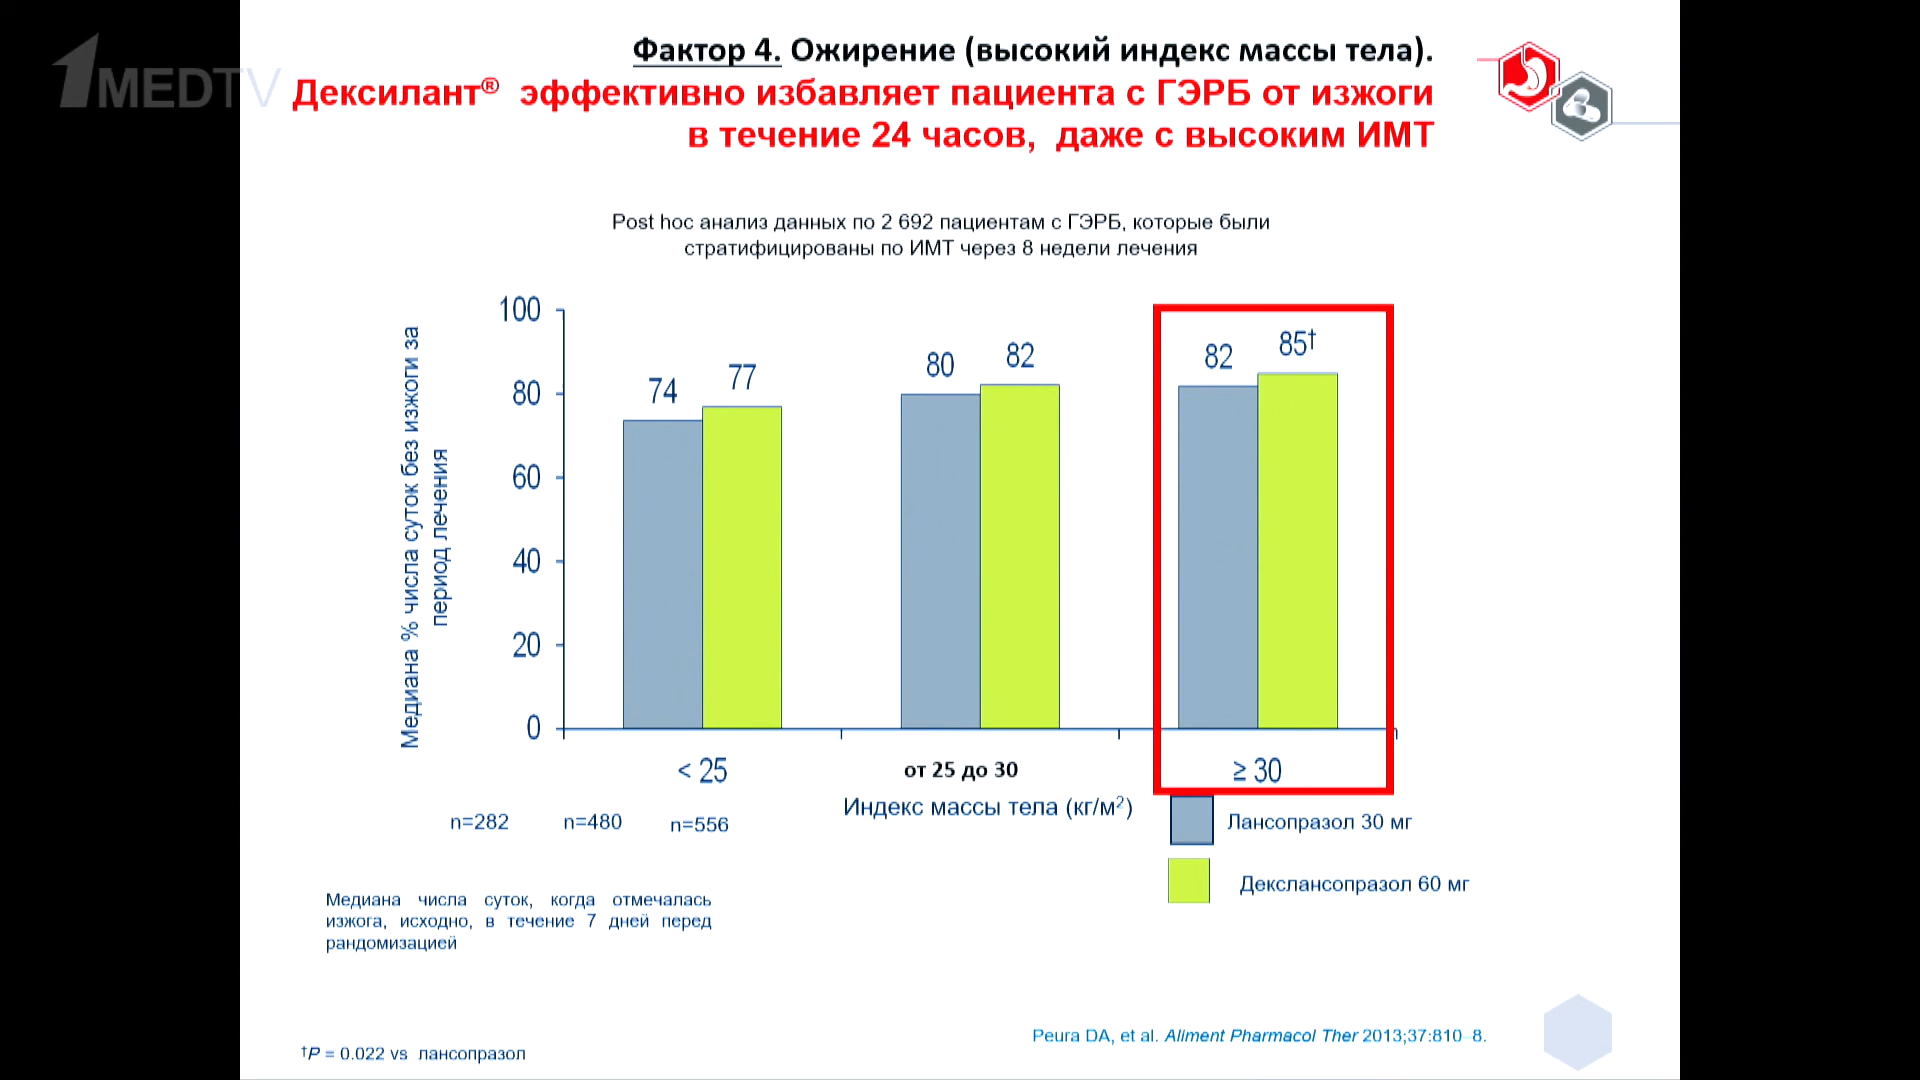 1MEDTV
Фактор 4. Ожирение (высокий индекс массы тела).
Дексилант® эффективно избавляет пациента с ГЭРБ от изжоги
в течение 24 часов, даже с высоким ИМТ
Post hoc анализ данных по 2 692 пациентам с ГЭРБ, которые были
стратифицированы по ИМТ через 8 недели лечения
Медиана % числа суток без изжоги за
период лечения
100
80
60
40
20
0
74
77
80
82
82
85†
< 25
от 25 до 30
≥ 30
Индекс массы тела (кг/м²)
n=282
n=480
n=556
Лансопразол 30 мг
Декслансопразол 60 мг
Медиана числа суток, когда отмечалась
изжога, исходно, в течение 7 дней перед
рандомизацией
Peura DA, et al. Aliment Pharmacol Ther 2013;37:810–8.
†P = 0.022 vs лансопразол